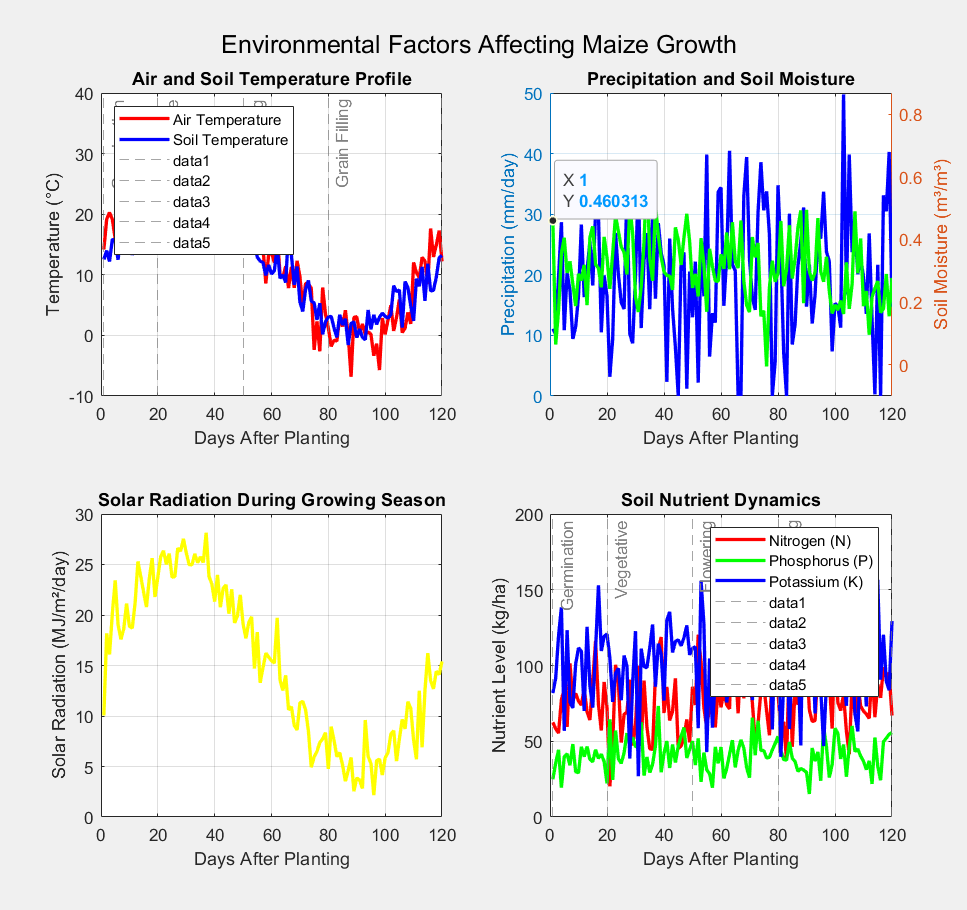 Environmental Factors Affecting Maize Growth
Air and Soil Temperature Profile
40
30
20
10
0
-10
Temperature (°C)
Air Temperature
Soil Temperature
data1
data2
data3
data4
data5
Grain Filling
0 20 40 60 80 100 120
Days After Planting
Precipitation and Soil Moisture
50
40
30
20
10
0
Precipitation (mm/day)
X 1
Y 0.460313
0.8
0.6
0.4
0.2
0
Soil Moisture (m³/m³)
0 20 40 60 80 100 120
Days After Planting
Solar Radiation During Growing Season
30
25
20
15
10
5
0
Solar Radiation (MJ/m²/day)
0 20 40 60 80 100 120
Days After Planting
Soil Nutrient Dynamics
200
150
100
50
0
Nutrient Level (kg/ha)
Germination
Vegetative
Flowering
Nitrogen (N)
Phosphorus (P)
Potassium (K)
data1
data2
data3
data4
data5
0 20 40 60 80 100 120
Days After Planting